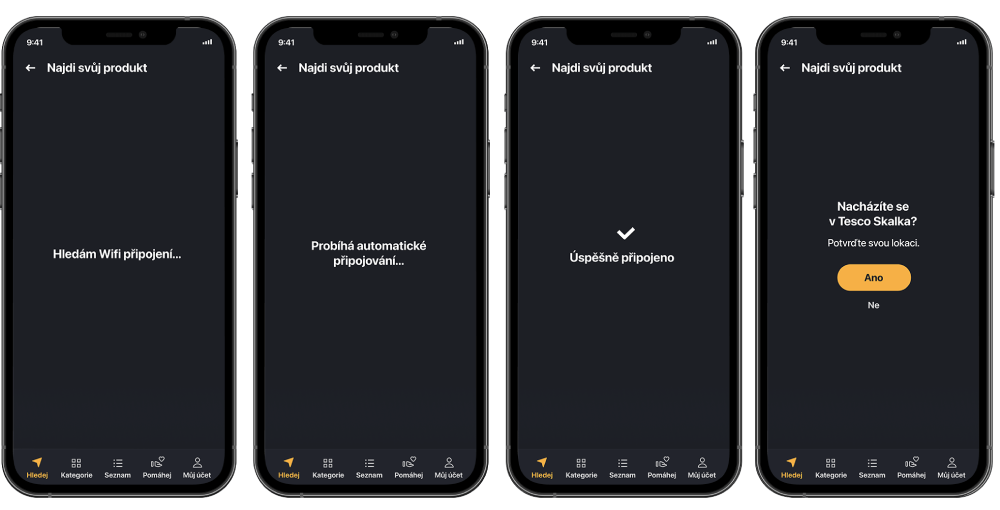 9:41
← Najdi svůj produkt
Hledám Wifi připojení...
Hledej Kategorie Seznam Pomáhej Můj účet
9:41
← Najdi svůj produkt
Probíhá automatické
připojování...
Hledej Kategorie Seznam Pomáhej Můj účet
9:41
← Najdi svůj produkt
Úspěšně připojeno
Hledej Kategorie Seznam Pomáhej Můj účet
9:41
← Najdi svůj produkt
Nacházíte se
v Tesco Skalka?
Potvrďte svou lokaci.
Ano
Ne
Hledej Kategorie Seznam Pomáhej Můj účet